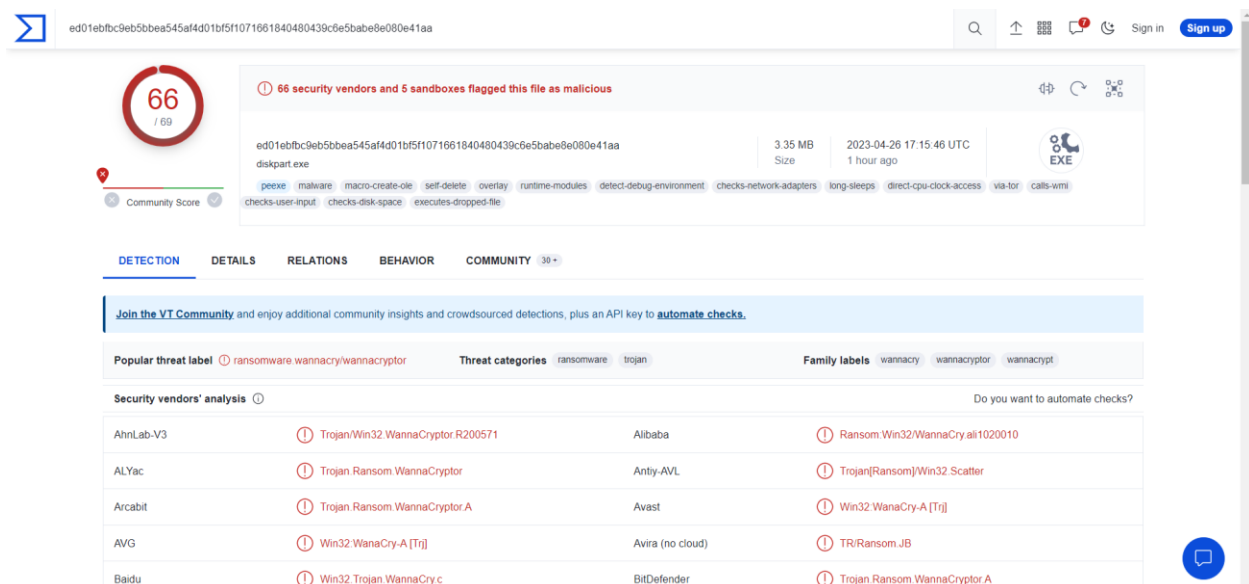 ed01ebfbc9eb5bbea545af4d01bf5f1071661840480439c6e5babe8e080e41aa
7
Sign in
Sign up
66
/ 69
Community Score
66 security vendors and 5 sandboxes flagged this file as malicious
ed01ebfbc9eb5bbea545af4d01bf5f1071661840480439c6e5babe8e080e41aa
diskpart.exe
3.35 MB
Size
2023-04-26 17:15:46 UTC
1 hour ago
EXE
peexe malware macro-create-ole self-delete overlay runtime-modules detect-debug-environment checks-network-adapters long-sleeps direct-cpu-clock-access via-tor calls-wmi
checks-user-input checks-disk-space executes-dropped-file
DETECTION DETAILS RELATIONS BEHAVIOR COMMUNITY 30+
Join the VT Community and enjoy additional community insights and crowdsourced detections, plus an API key to automate checks.
Popular threat label ransomware.wannacry/wannacryptor Threat categories ransomware trojan Family labels wannacry wannacryptor wannacrypt
Security vendors' analysis Do you want to automate checks?
AhnLab-V3 Trojan/Win32.WannaCryptor.R200571 Alibaba Ransom:Win32/WannaCry.ali1020010
ALYac Trojan.Ransom.WannaCryptor Antiy-AVL Trojan[Ransom]/Win32.Scatter
Arcabit Trojan.Ransom.WannaCryptor.A Avast Win32:WanaCry-A [Trj]
AVG Win32:WanaCry-A [Trj] Avira (no cloud) TR/Ransom.JB
Baidu Win32.Trojan.WannaCry.c BitDefender Trojan.Ransom.WannaCryptor.A